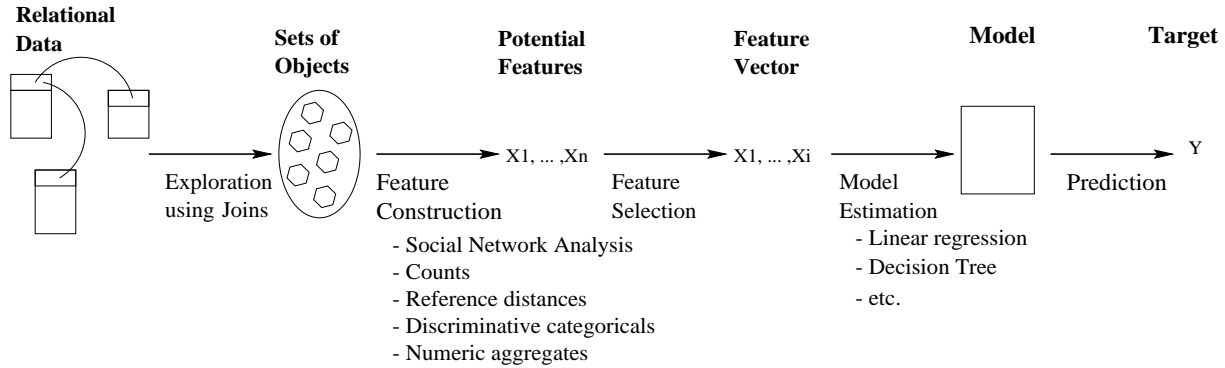 Relational
Data
Sets of
Objects
Potential
Features
Feature
Vector
Model
Target
Exploration
using Joins
Feature
Construction
- Social Network Analysis
- Counts
- Reference distances
- Discriminative categoricals
- Numeric aggregates
X1, ... ,Xn
Feature
Selection
X1, ... ,Xi
Model
Estimation
- Linear regression
- Decision Tree
- etc.
Prediction
Y